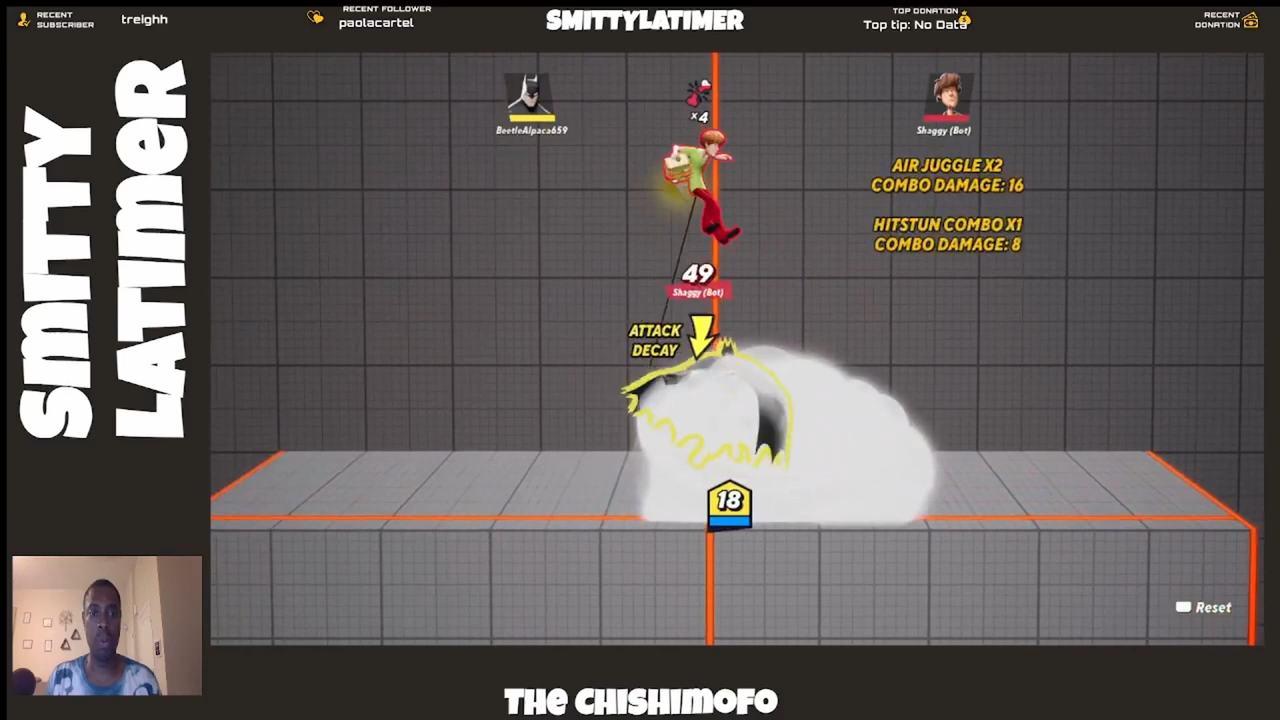 RECENT
SUBSCRIBER
treighh
RECENT FOLLOWER
paolacartel
SMITTYLATIMER
TOP DONATION
Top tip: No Data
RECENT
DONATION
SMITTY
LATIMER
BeetleAlpaca659
x4
Shaggy (Bot)
AIR JUGGLE X2
COMBO DAMAGE: 16
HITSTUN COMBO X1
COMBO DAMAGE: 8
49
Shaggy (Bot)
ATTACK
DECAY
18
Reset
THE CHISHIMOFO